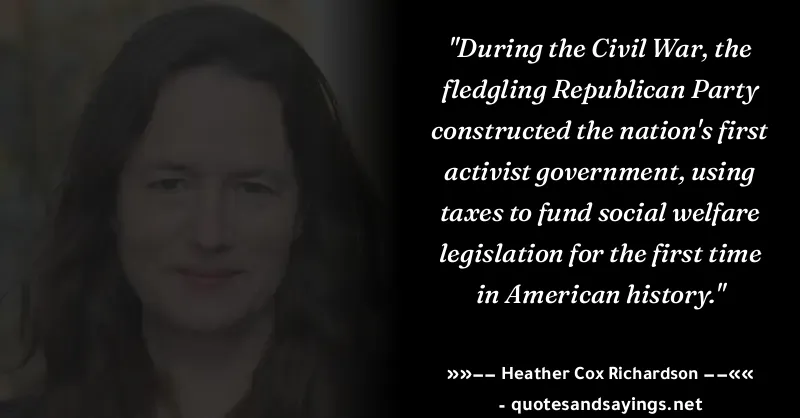 "During the Civil War, the
fledgling Republican Party
constructed the nation's first
activist government, using
taxes to fund social welfare
legislation for the first time
in American history."
»»–– Heather Cox Richardson ––««
- quotesandsayings.net